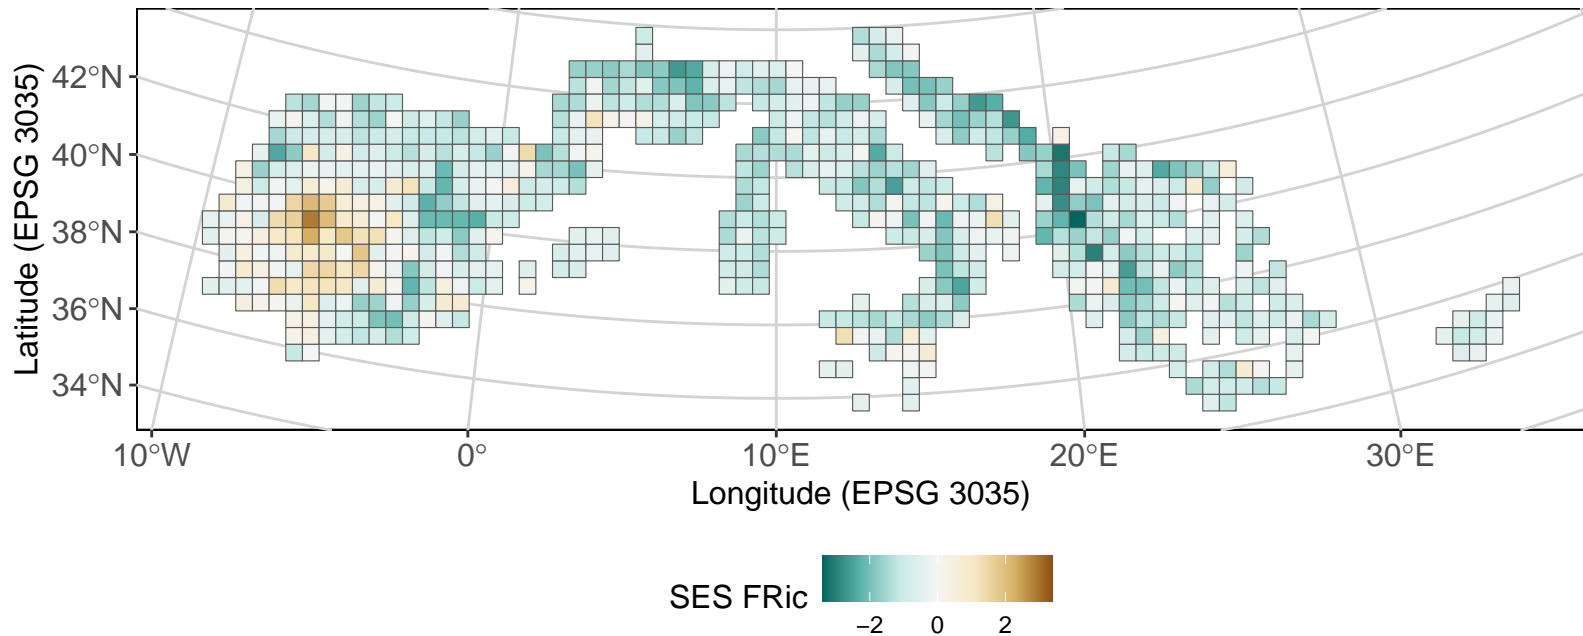 Latitude (EPSG 3035)
42°N
40°N
38°N
36°N
34°N
10°W 0° 10°E 20°E 30°E
Longitude (EPSG 3035)
SES FRic
−2 0 2